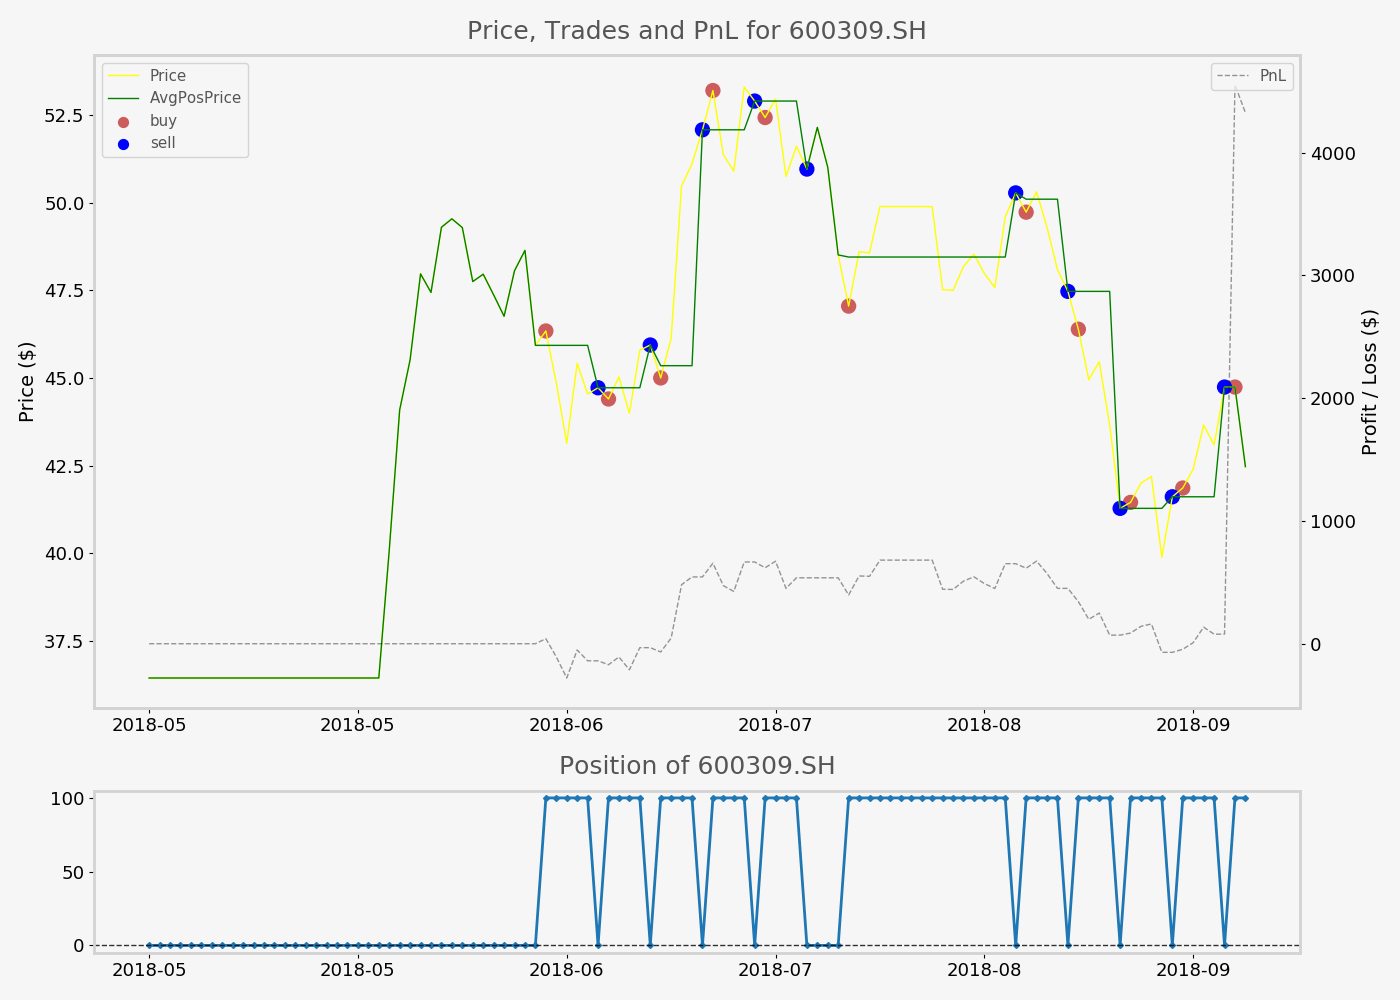 Price, Trades and PnL for 600309.SH
Price
AvgPosPrice
buy
sell
PnL
52.5
50.0
47.5
45.0
42.5
40.0
37.5
Price ($)
4000
3000
2000
1000
0
Profit / Loss ($)
2018-05 2018-05 2018-06 2018-07 2018-08 2018-09
Position of 600309.SH
100
50
0
2018-05 2018-05 2018-06 2018-07 2018-08 2018-09